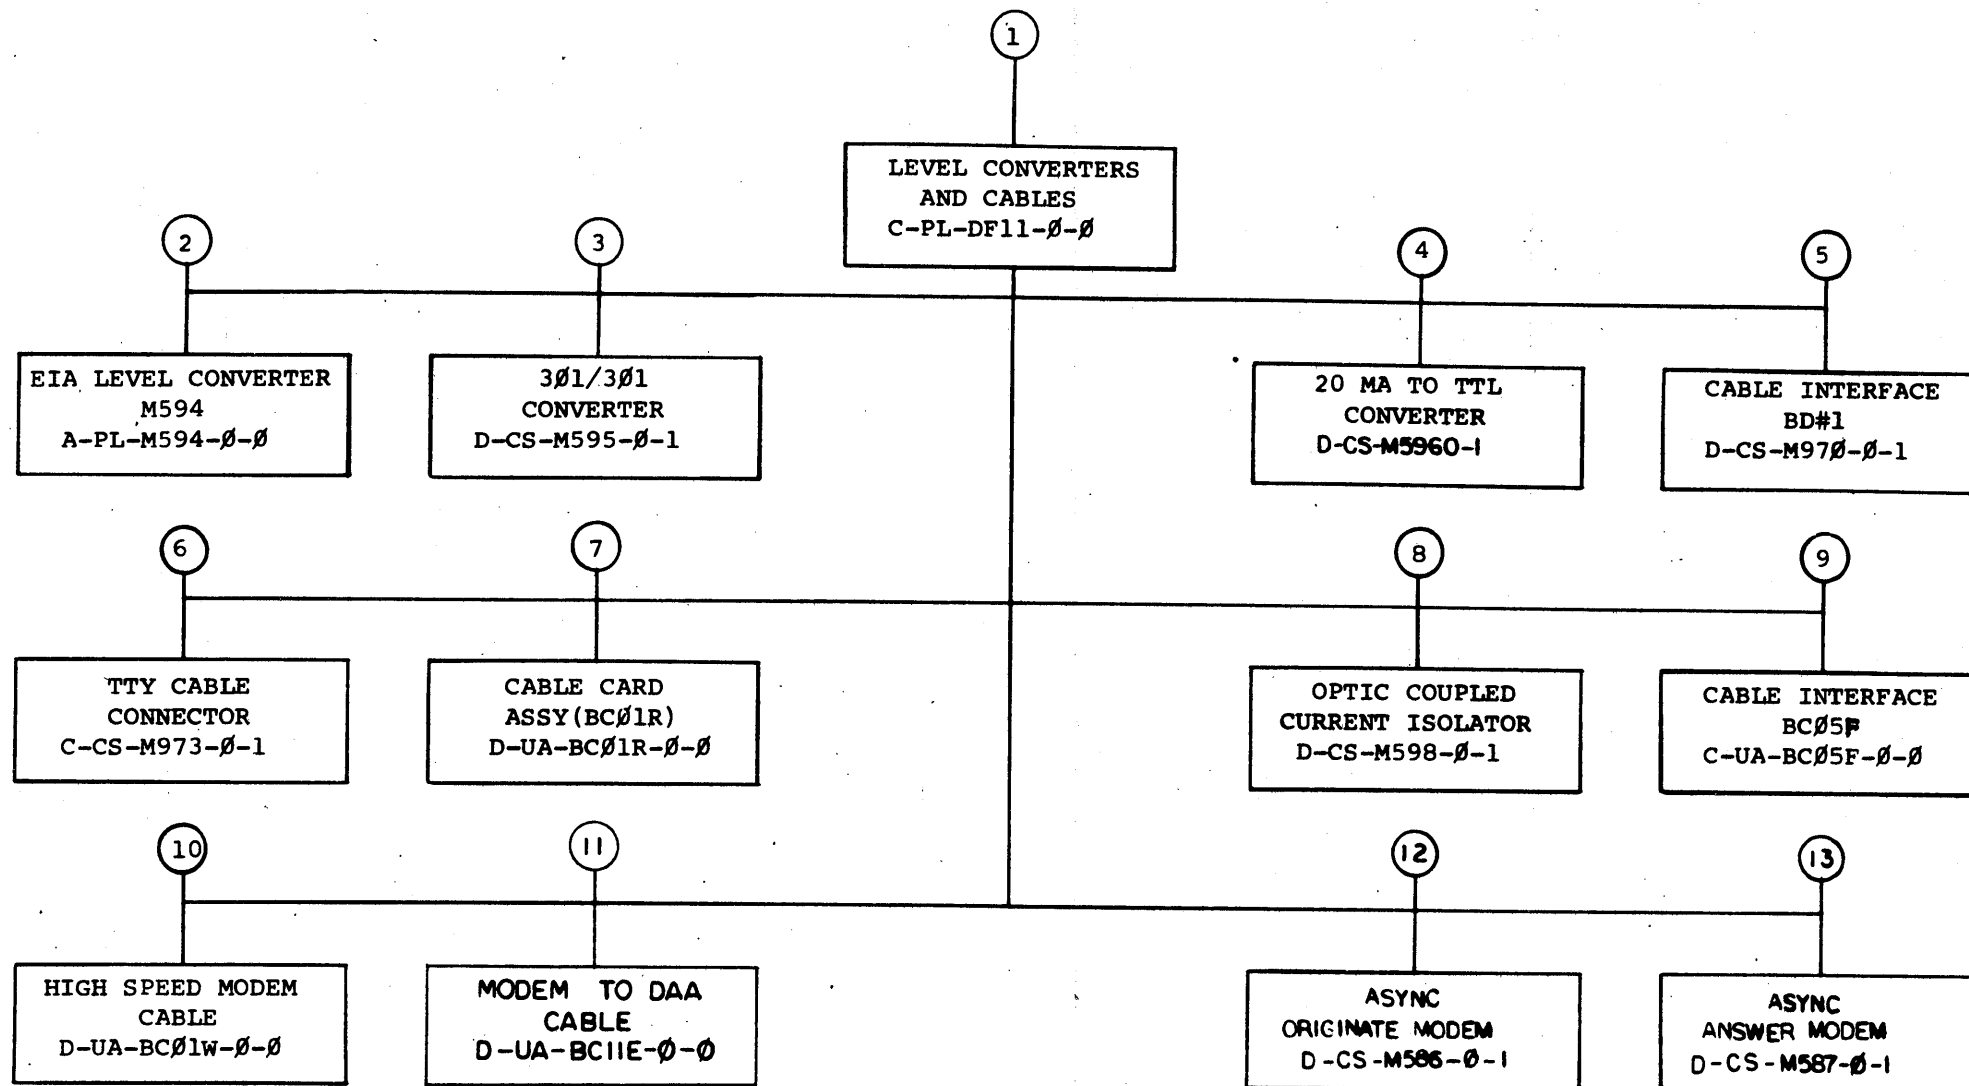 1
LEVEL CONVERTERS
AND CABLES
C-PL-DF11-Ø-Ø
2
3
4
5
EIA LEVEL CONVERTER
M594
A-PL-M594-Ø-Ø
3Ø1/3Ø1
CONVERTER
D-CS-M595-Ø-1
20 MA TO TTL
CONVERTER
D-CS-M5960-1
CABLE INTERFACE
BD#1
D-CS-M97Ø-Ø-1
6
7
8
9
TTY CABLE
CONNECTOR
C-CS-M973-Ø-1
CABLE CARD
ASSY(BCØ1R)
D-UA-BCØ1R-Ø-Ø
OPTIC COUPLED
CURRENT ISOLATOR
D-CS-M598-Ø-1
CABLE INTERFACE
BCØ5F
C-UA-BCØ5F-Ø-Ø
10
11
12
13
HIGH SPEED MODEM
CABLE
D-UA-BCØ1W-Ø-Ø
MODEM TO DAA
CABLE
D-UA-BC11E-Ø-Ø
ASYNC
ORIGINATE MODEM
D-CS-M586-Ø-1
ASYNC
ANSWER MODEM
D-CS-M587-Ø-1